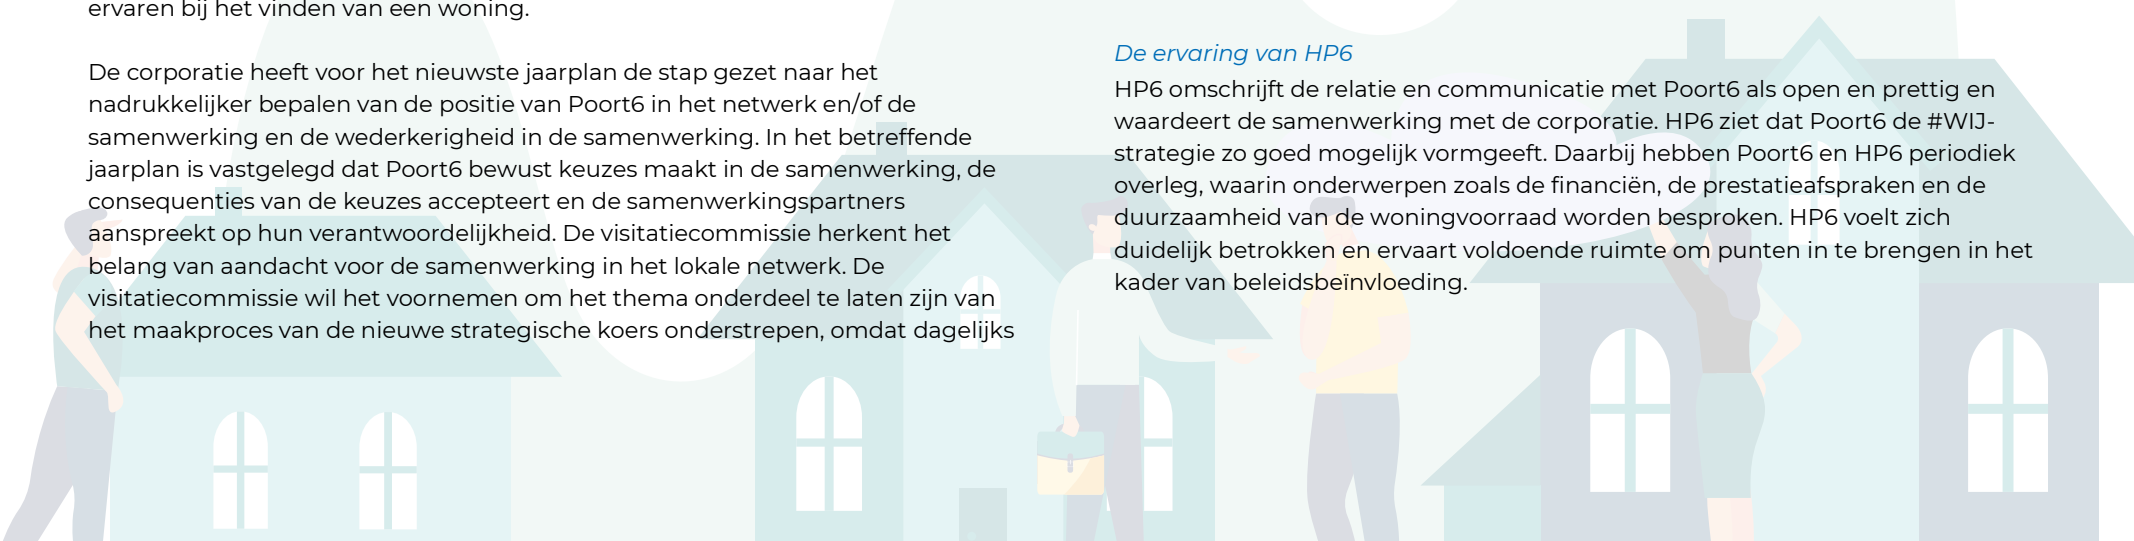 ervaren bij het vinden van een woning.
De corporatie heeft voor het nieuwste jaarplan de stap gezet naar het
nadrukkelijker bepalen van de positie van Poort6 in het netwerk en/of de
samenwerking en de wederkerigheid in de samenwerking. In het betreffende
jaarplan is vastgelegd dat Poort6 bewust keuzes maakt in de samenwerking, de
consequenties van de keuzes accepteert en de samenwerkingspartners
aanspreekt op hun verantwoordelijkheid. De visitatiecommissie herkent het
belang van aandacht voor de samenwerking in het lokale netwerk. De
visitatiecommissie wil het voornemen om het thema onderdeel te laten zijn van
het maakproces van de nieuwe strategische koers onderstrepen, omdat dagelijks
De ervaring van HP6
HP6 omschrijft de relatie en communicatie met Poort6 als open en prettig en
waardeert de samenwerking met de corporatie. HP6 ziet dat Poort6 de #WIJ-
strategie zo goed mogelijk vormgeeft. Daarbij hebben Poort6 en HP6 periodiek
overleg, waarin onderwerpen zoals de financiën, de prestatieafspraken en de
duurzaamheid van de woningvoorraad worden besproken. HP6 voelt zich
duidelijk betrokken en ervaart voldoende ruimte om punten in te brengen in het
kader van beleidsbeïnvloeding.